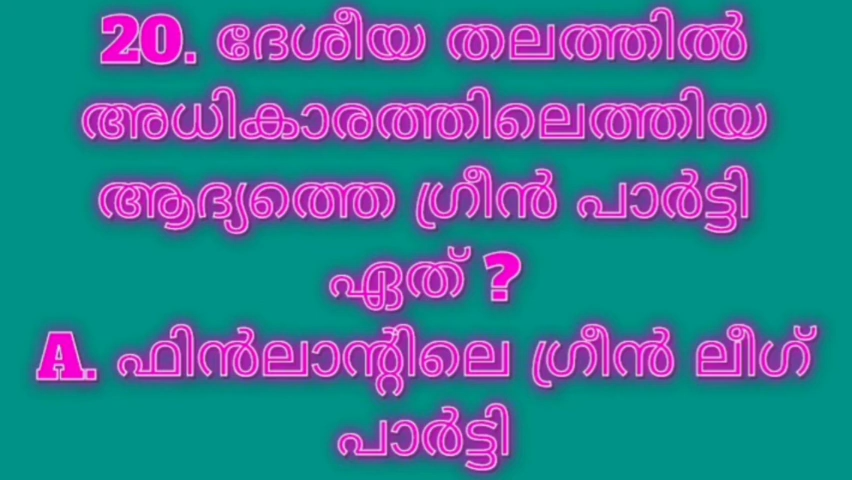 20. ദേശീയ തലത്തിൽ
അധികാരത്തിലെത്തിയ
ആദ്യത്തെ ഗ്രീൻ പാർട്ടി
ഏത് ?
A. ഫിൻലാന്റിലെ ഗ്രീൻ ലീഗ്
പാർട്ടി